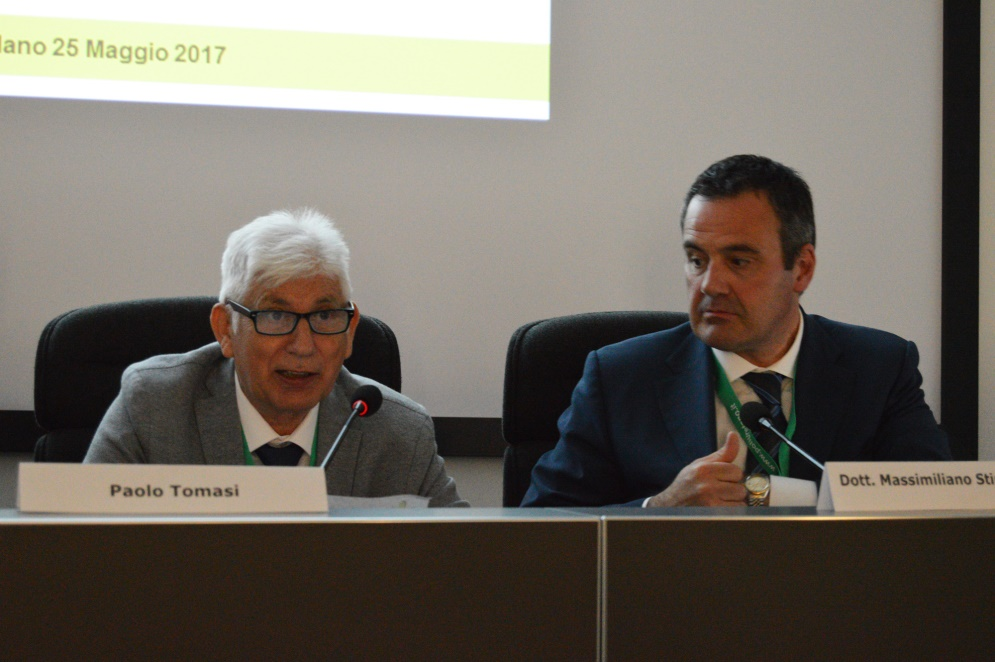 lano 25 Maggio 2017
Paolo Tomasi
Dott. Massimiliano Sti